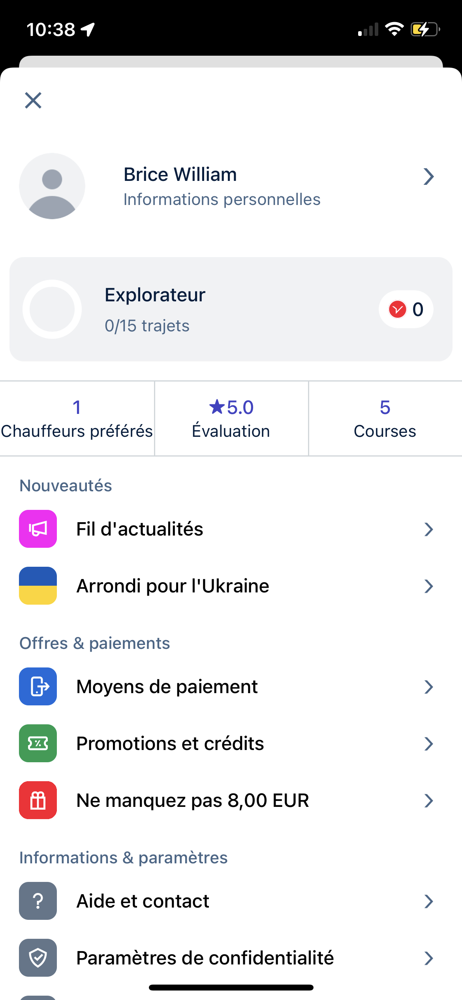 10:38
Brice William
Informations personnelles
Explorateur
0/15 trajets
0
1
Chauffeurs préférés
★5.0
Évaluation
5
Courses
Nouveautés
Fil d'actualités
Arrondi pour l'Ukraine
Offres & paiements
Moyens de paiement
Promotions et crédits
Ne manquez pas 8,00 EUR
Informations & paramètres
Aide et contact
Paramètres de confidentialité